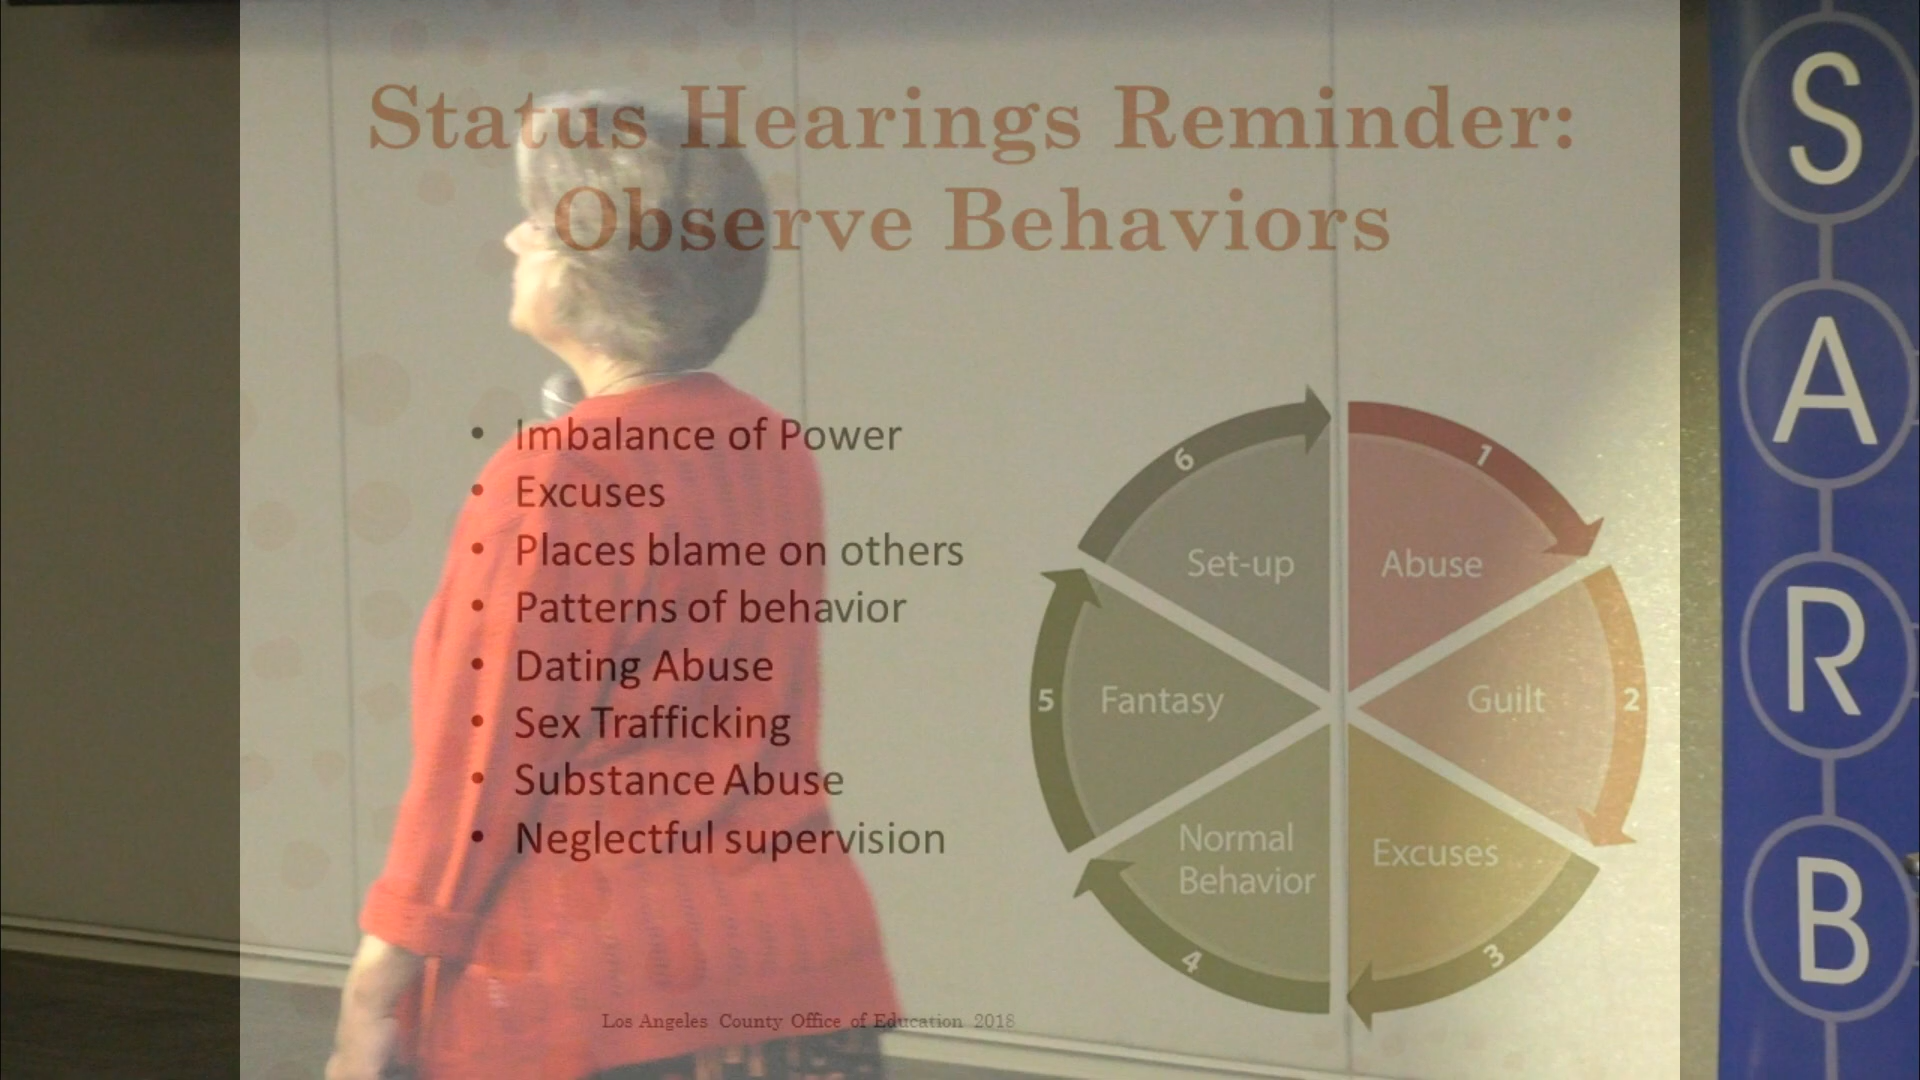 Status Hearings Reminder:
Observe Behaviors
• Imbalance of Power
• Excuses
• Places blame on others
• Patterns of behavior
• Dating Abuse
• Sex Trafficking
• Substance Abuse
• Neglectful supervision
1
Abuse
2
Guilt
3
Excuses
4
Normal
Behavior
5
Fantasy
6
Set-up
Los Angeles County Office of Education 2018
S
A
R
B